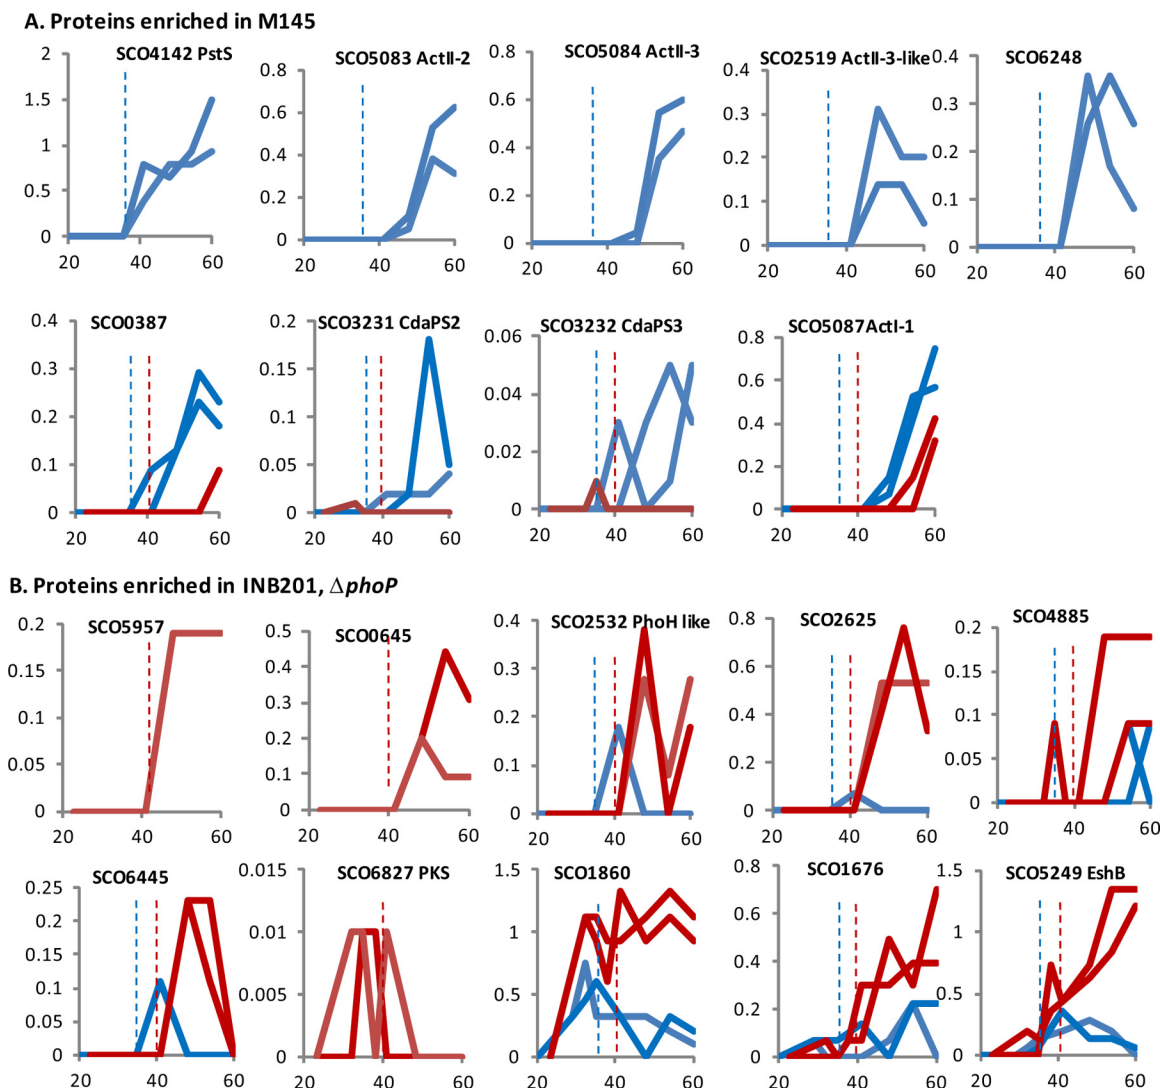 A. Proteins enriched in M145
SCO4142 PstS
2
1.5
1
0.5
0
20 40 60
SCO5083 ActII-2
0.8
0.6
0.4
0.2
0
20 40 60
SCO5084 ActII-3
0.8
0.6
0.4
0.2
0
20 40 60
SCO2519 ActII-3-like
0.4
0.3
0.2
0.1
0
20 40 60
SCO6248
0.4
0.3
0.2
0.1
0
20 40 60
SCO0387
0.4
0.3
0.2
0.1
0
20 40 60
SCO3231 CdaPS2
0.2
0.15
0.1
0.05
0
20 40 60
SCO3232 CdaPS3
0.06
0.04
0.02
0
20 40 60
SCO5087ActI-1
0.8
0.6
0.4
0.2
0
20 40 60
B. Proteins enriched in INB201, ΔphoP
SCO5957
0.2
0.15
0.1
0.05
0
20 40 60
SCO0645
0.5
0.4
0.3
0.2
0.1
0
20 40 60
SCO2532 PhoH like
0.4
0.3
0.2
0.1
0
20 40 60
SCO2625
0.8
0.6
0.4
0.2
0
20 40 60
SCO4885
0.2
0.15
0.1
0.05
0
20 40 60
SCO6445
0.25
0.2
0.15
0.1
0.05
0
20 40 60
SCO6827 PKS
0.015
0.01
0.005
0
20 40 60
SCO1860
1.5
1
0.5
0
20 40 60
SCO1676
0.8
0.6
0.4
0.2
0
20 40 60
SCO5249 EshB
1.5
1
0.5
0
20 40 60